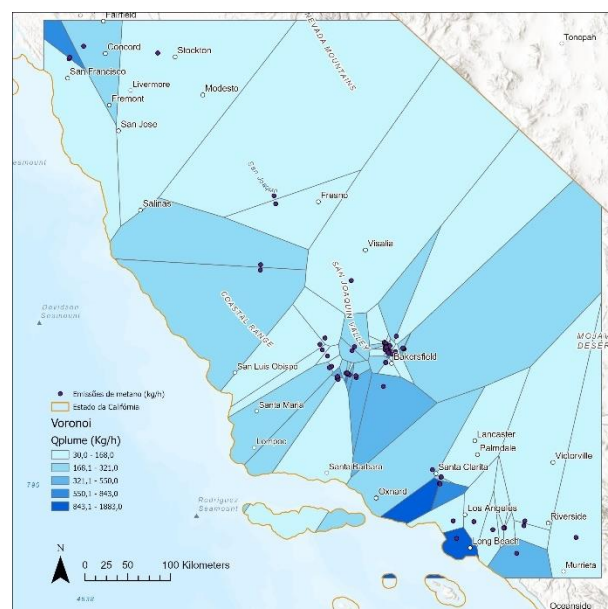 Fairfield
Concord
Stockton
San Francisco
Livermore
Modesto
Fremont
San Jose
NEVADA MOUNTAINS
Tonopah
Salinas
San Joaquin
Fresno
Visalia
Davidson
Seamount
COASTAL RANGE
SAN JOAQUIN VALLEY
MOJAV
DESER
San Luis Obispo
Bakersfield
Emissões de metano (kg/h)
Estado da Califórnia
Voronoi
Qplume (Kg/h)
30,0 - 168,0
168,1 - 321,0
321,1 - 550,0
550,1 - 843,0
843,1 - 1883,0
Santa Maria
Lompoc
Santa Barbara
Lancaster
Palmdale
Victorville
Santa Clarita
Oxnard
Rodriguez
Seamount
Los Angeles
Riverside
Long Beach
Murrieta
Oceanside
N
0 25 50 100 Kilometers